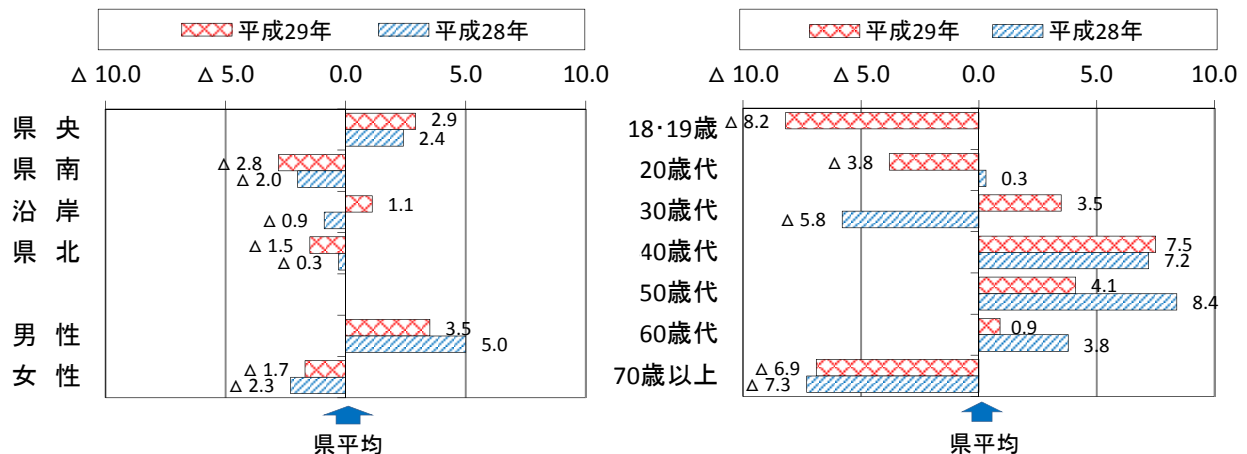 平成29年 平成28年
△ 10.0 △ 5.0 0.0 5.0 10.0
県 央 2.9
2.4
県 南 △ 2.8
△ 2.0
沿 岸 1.1
△ 0.9
県 北 △ 1.5
△ 0.3
男 性 3.5
5.0
女 性 △ 1.7
△ 2.3
県平均
平成29年 平成28年
△ 10.0 △ 5.0 0.0 5.0 10.0
18・19歳 △ 8.2
20歳代 △ 3.8
0.3
30歳代 3.5
△ 5.8
40歳代 7.5
7.2
50歳代 4.1
8.4
60歳代 0.9
3.8
70歳以上 △ 6.9
△ 7.3
県平均